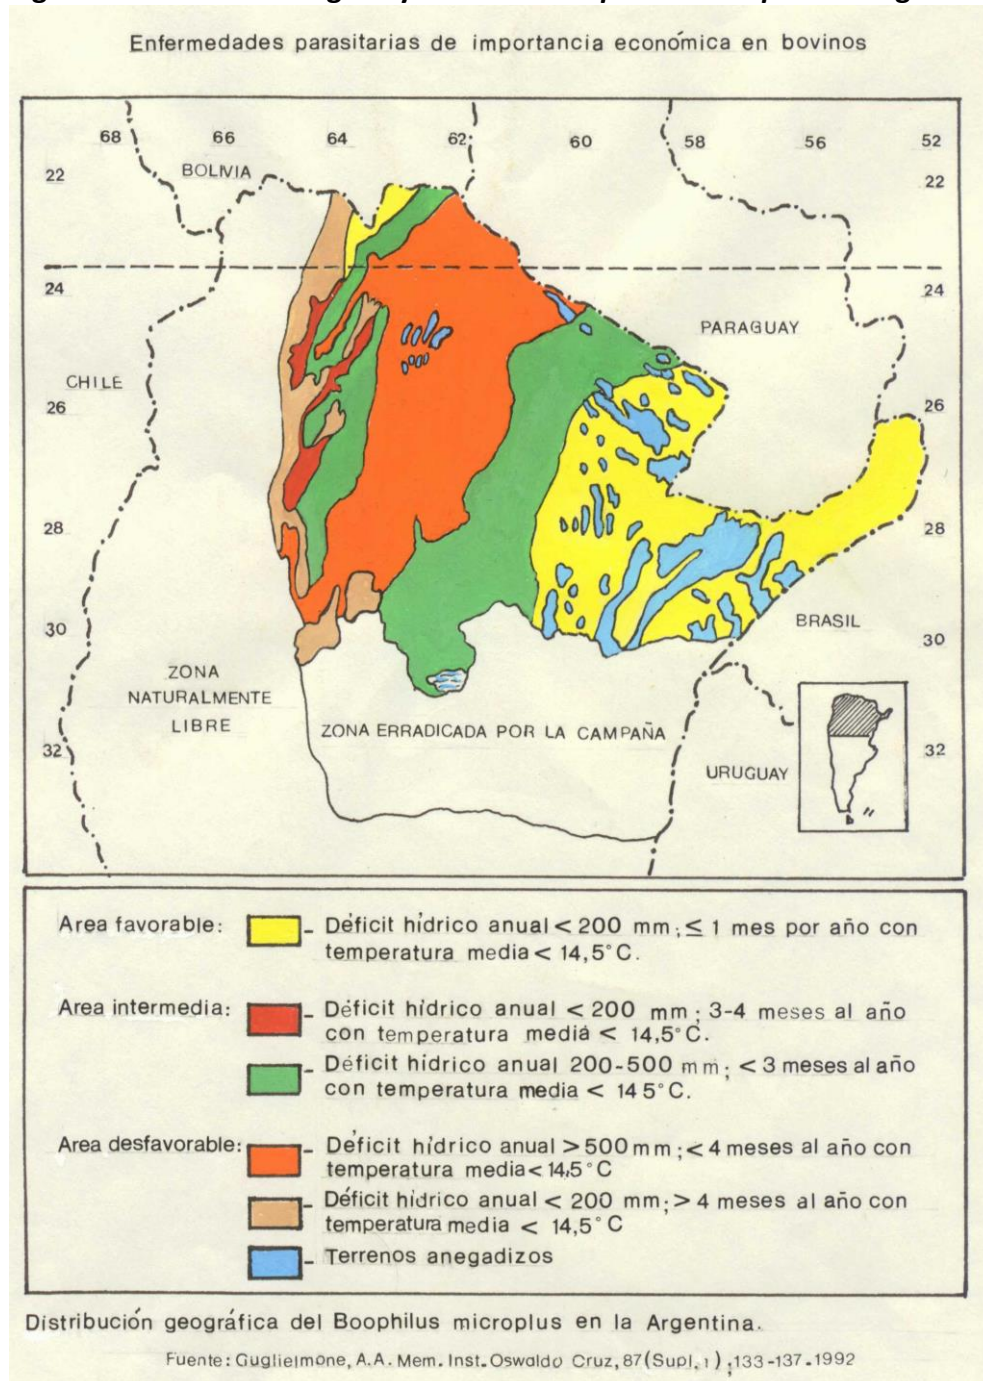 Enfermedades parasitarias de importancia económica en bovinos
68 66 64 62 60 58 56 52
BOLIVIA
22 22
24 24
PARAGUAY
CHILE
26 26
28 28
BRASIL
30 30
ZONA
NATURALMENTE
LIBRE
ZONA ERRADICADA POR LA CAMPAÑA
32 32
URUGUAY
Area favorable: - Déficit hídrico anual < 200 mm; ≤ 1 mes por año con
temperatura media < 14,5°C.
Area intermedia: - Déficit hídrico anual < 200 mm; 3-4 meses al año
con temperatura media < 14,5°C.
- Déficit hídrico anual 200-500 mm; < 3 meses al año
con temperatura media < 14 5°C.
Area desfavorable: - Déficit hídrico anual > 500 mm; < 4 meses al año con
temperatura media < 14,5°C
- Déficit hídrico anual < 200 mm; > 4 meses al año con
temperatura media < 14,5°C
- Terrenos anegadizos
Distribución geográfica del Boophilus microplus en la Argentina.
Fuente: Guglielmone, A.A. Mem. Inst. Oswaldo Cruz, 87(Supl. 1);133-137.1992